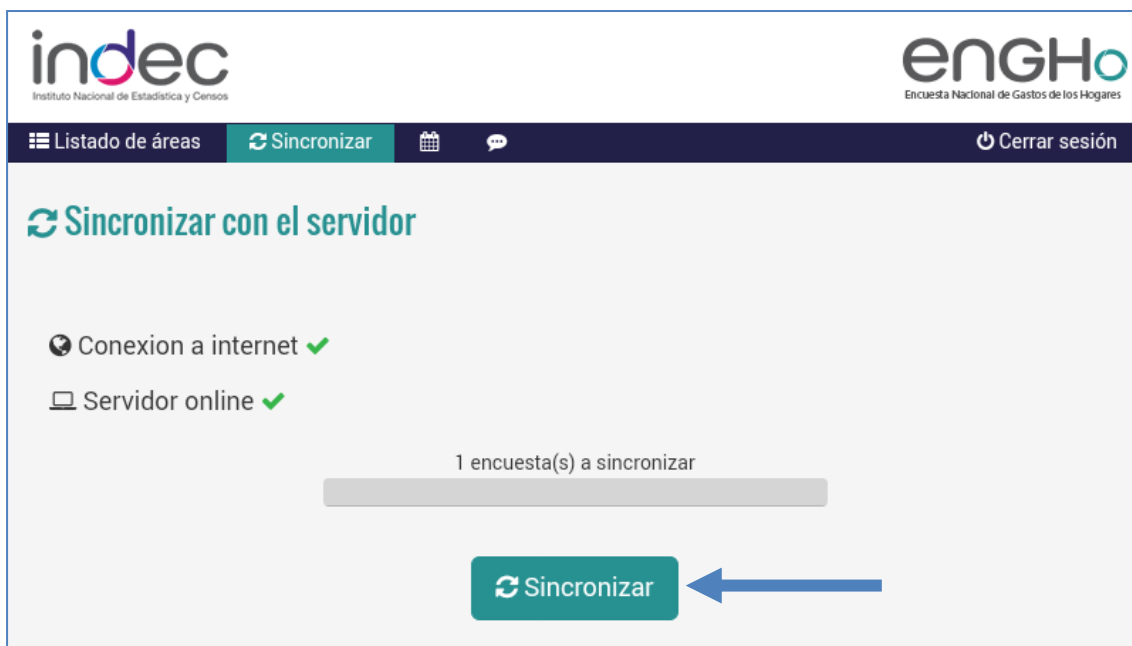 indec
Instituto Nacional de Estadística y Censos
enGHo
Encuesta Nacional de Gastos de los Hogares
Listado de áreas Sincronizar Cerrar sesión
Sincronizar con el servidor
Conexion a internet
Servidor online
1 encuesta(s) a sincronizar
Sincronizar